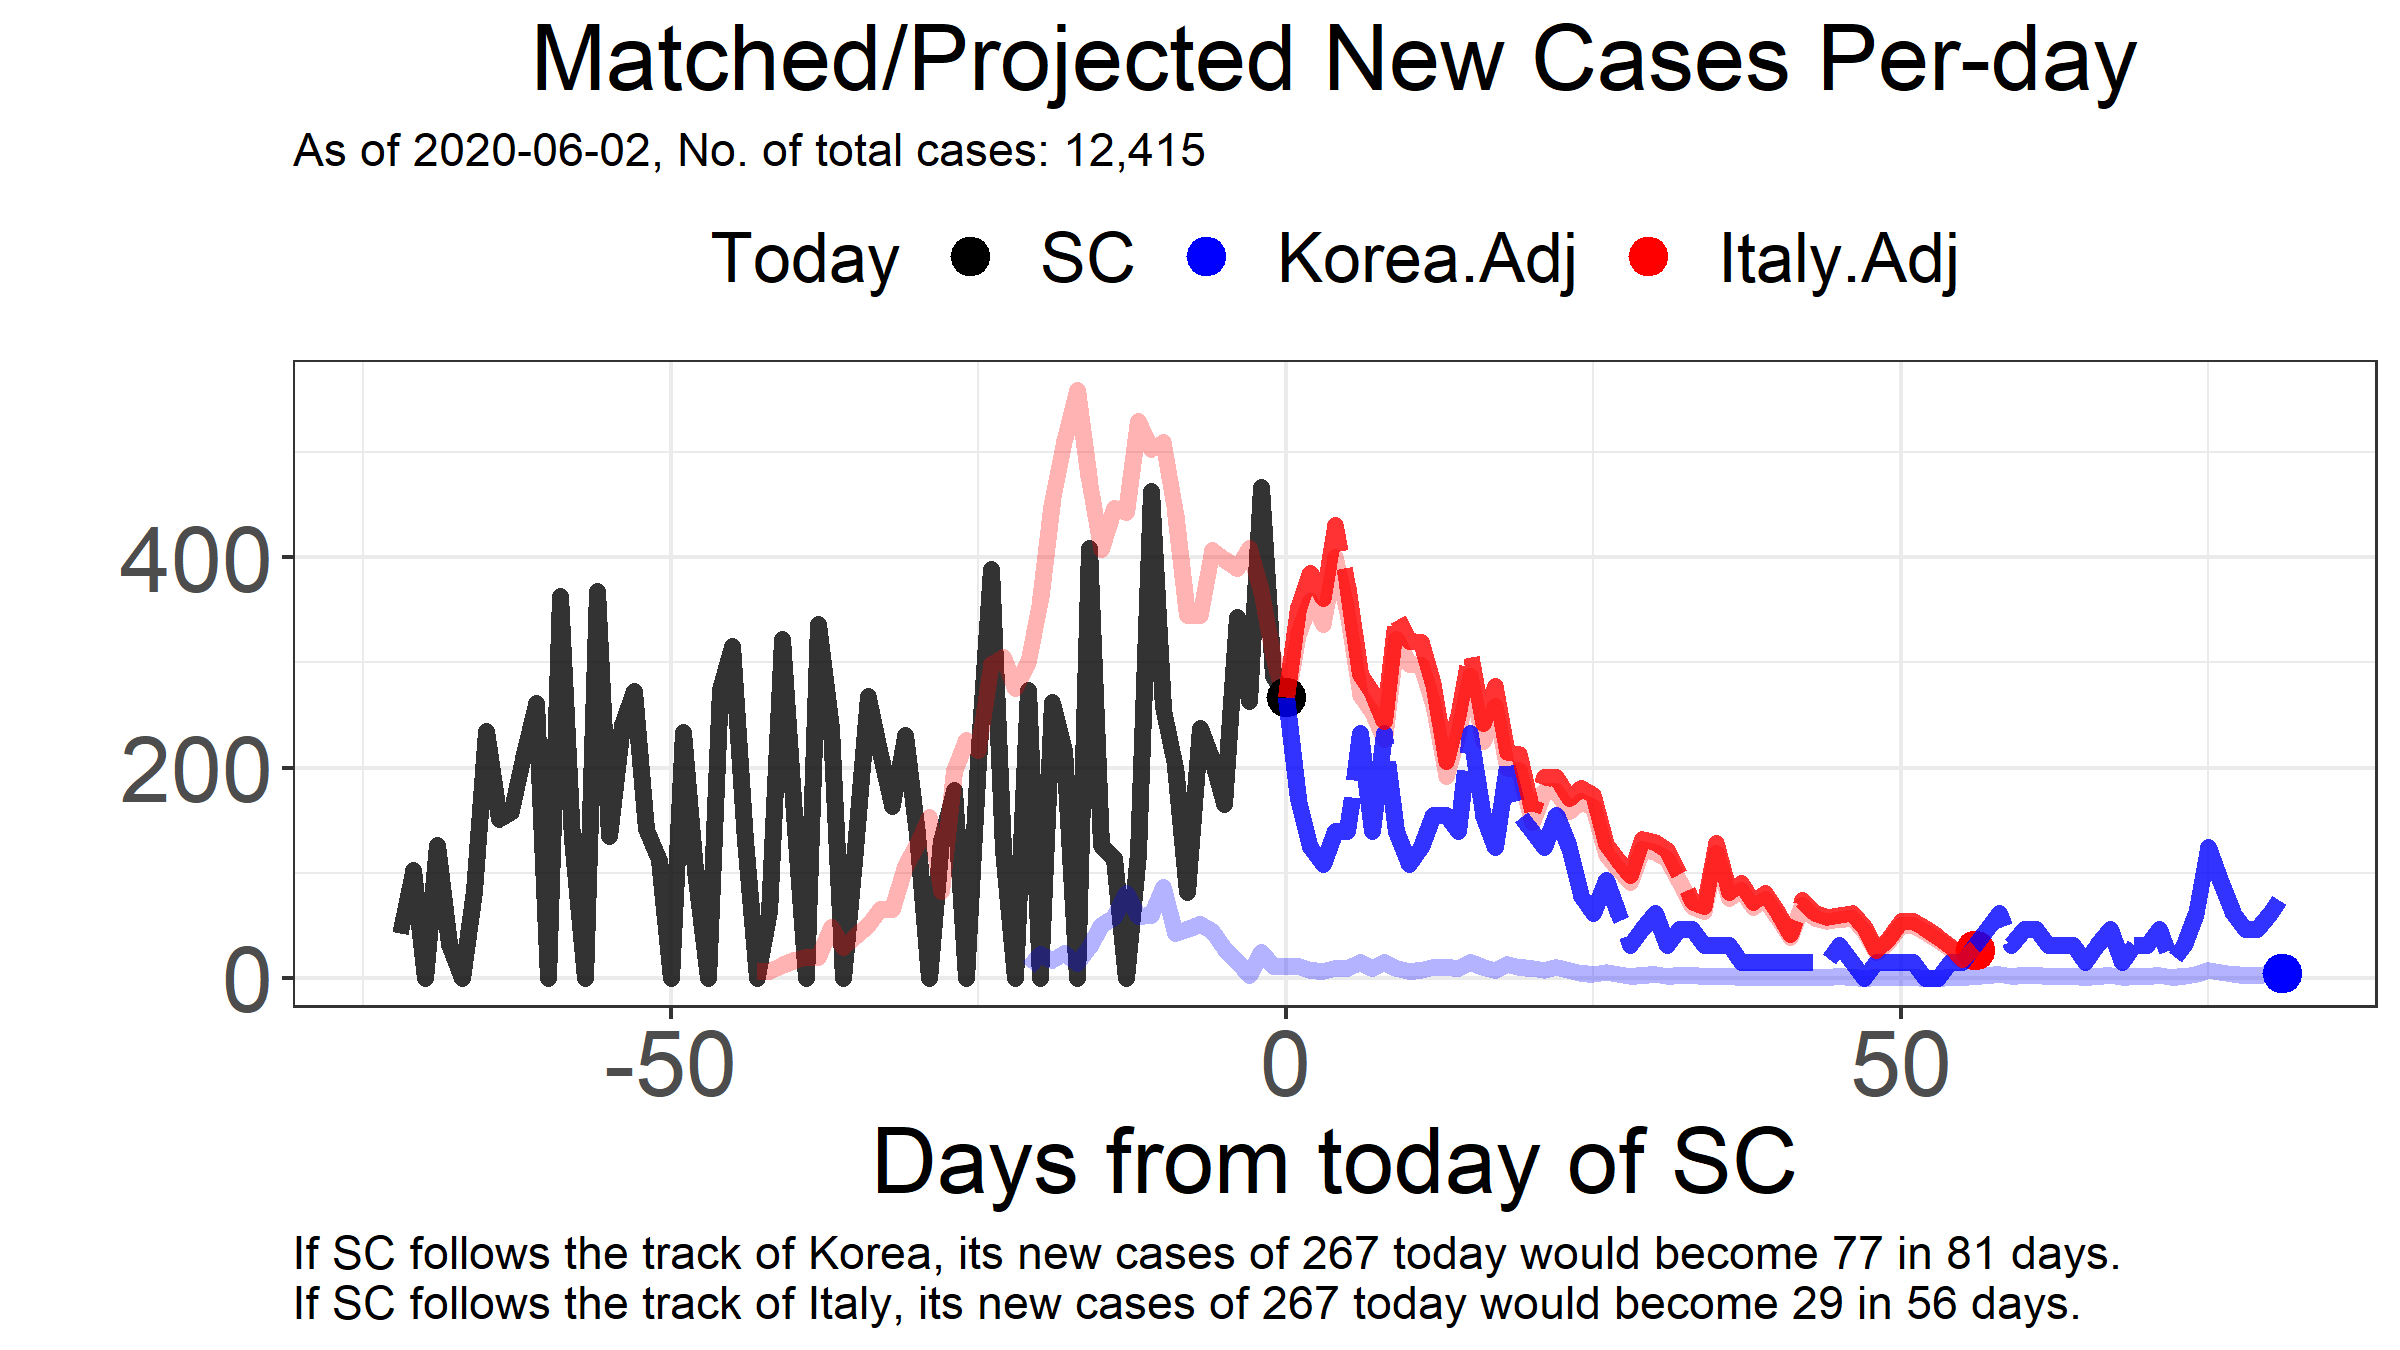 Matched/Projected New Cases Per-day
As of 2020-06-02, No. of total cases: 12,415
Today SC Korea.Adj Italy.Adj
400
200
0
-50 0 50
Days from today of SC
If SC follows the track of Korea, its new cases of 267 today would become 77 in 81 days.
If SC follows the track of Italy, its new cases of 267 today would become 29 in 56 days.